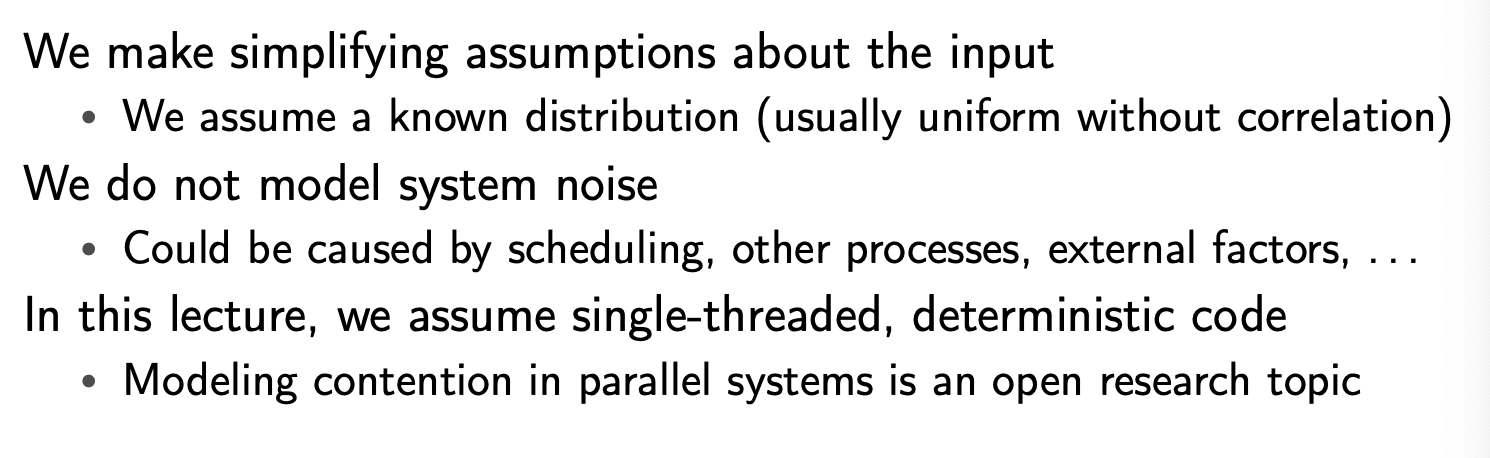 We make simplifying assumptions about the input
• We assume a known distribution (usually uniform without correlation)
We do not model system noise
• Could be caused by scheduling, other processes, external factors, ...
In this lecture, we assume single-threaded, deterministic code
• Modeling contention in parallel systems is an open research topic